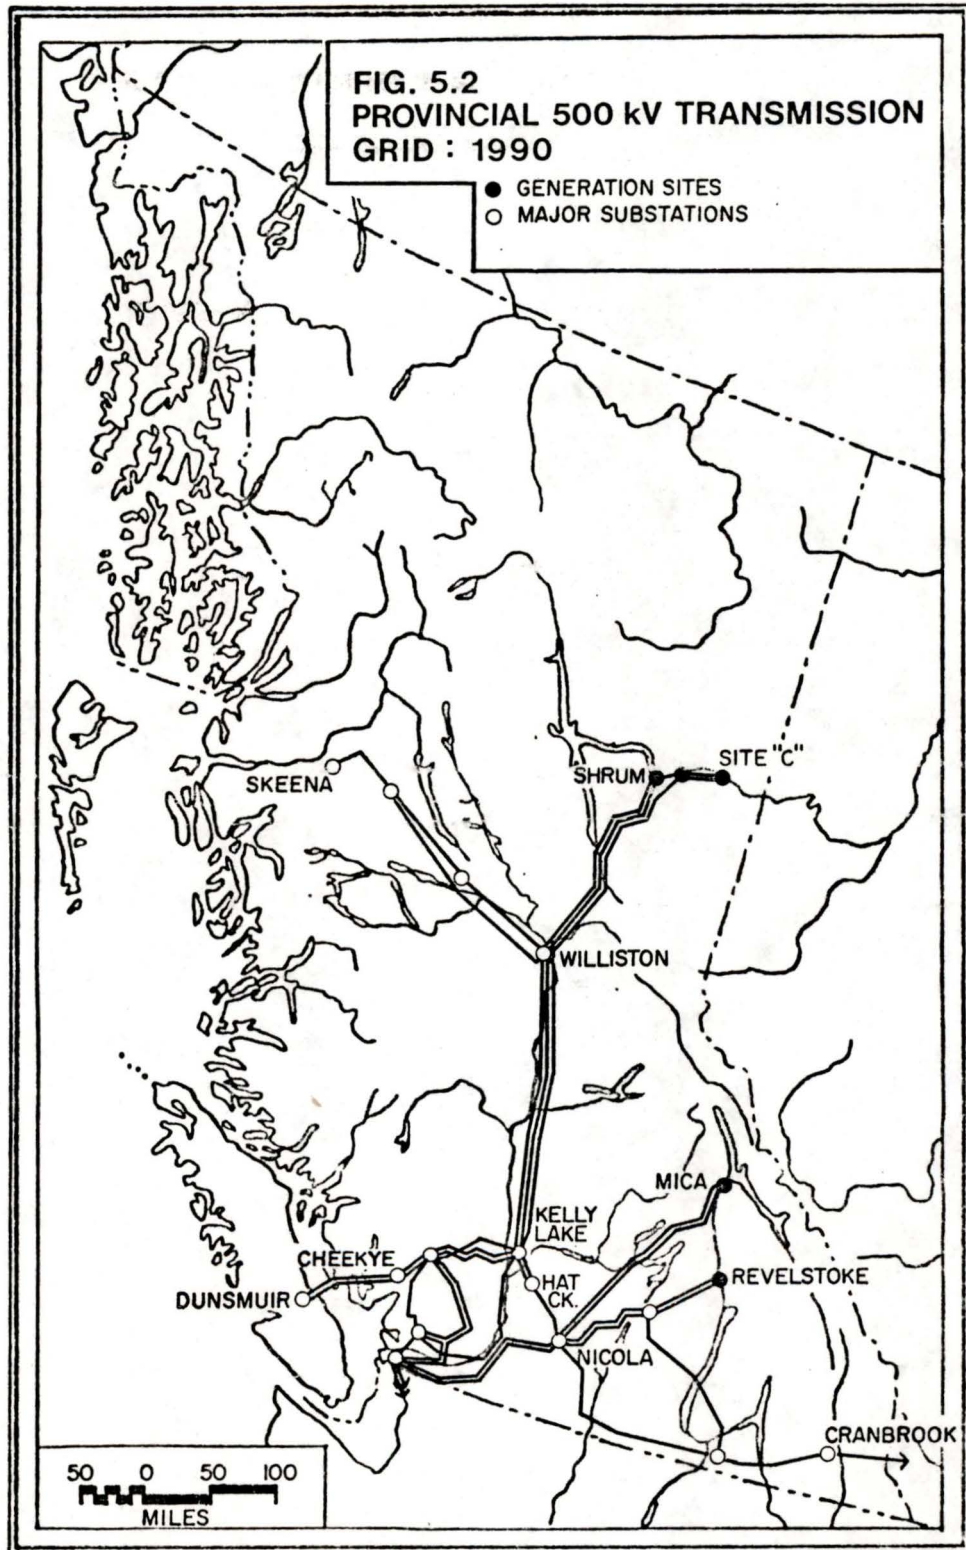 FIG. 5.2
PROVINCIAL 500 kV TRANSMISSION
GRID : 1990
GENERATION SITES
MAJOR SUBSTATIONS
SITE "C"
SHRUM
SKEENA
WILLISTON
MICA
KELLY
LAKE
CHEEKYE
HAT
CK.
REVELSTOKE
DUNSMUIR
NICOLA
CRANBROOK
50 0 50 100
MILES